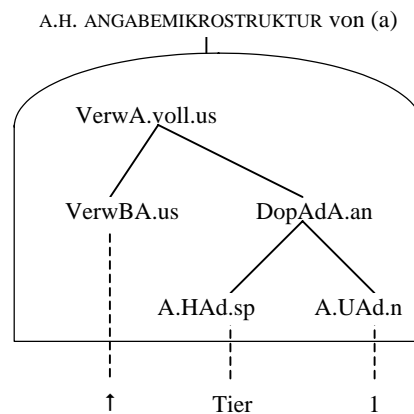 A.H. ANGABEMIKROSTRUKTUR von (a)
VerwA.voll.us
VerwBA.us DopAdA.an
A.HAd.sp A.UAd.n
↑ Tier 1